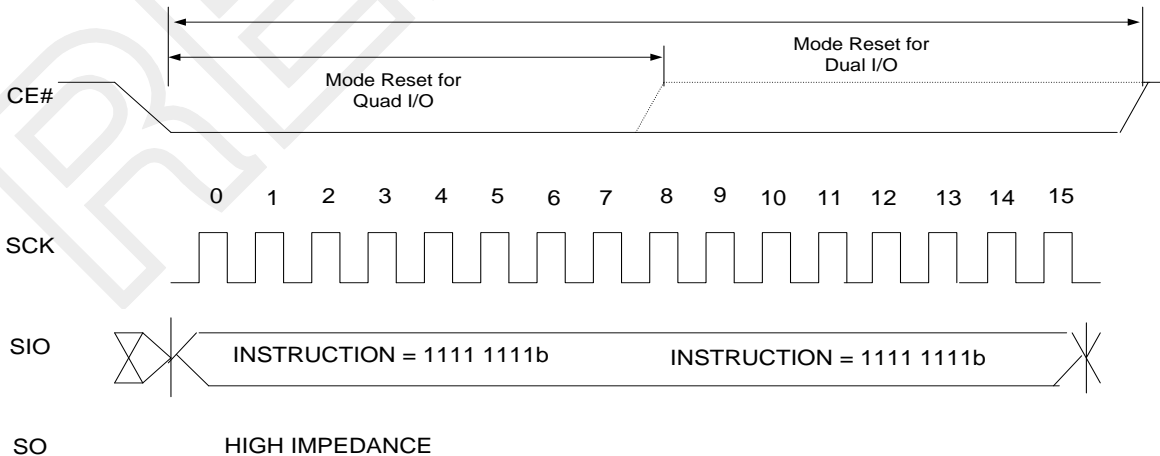 Mode Reset for
Dual I/O
Mode Reset for
Quad I/O
CE#
0 1 2 3 4 5 6 7 8 9 10 11 12 13 14 15
SCK
SIO
INSTRUCTION = 1111 1111b INSTRUCTION = 1111 1111b
SO HIGH IMPEDANCE